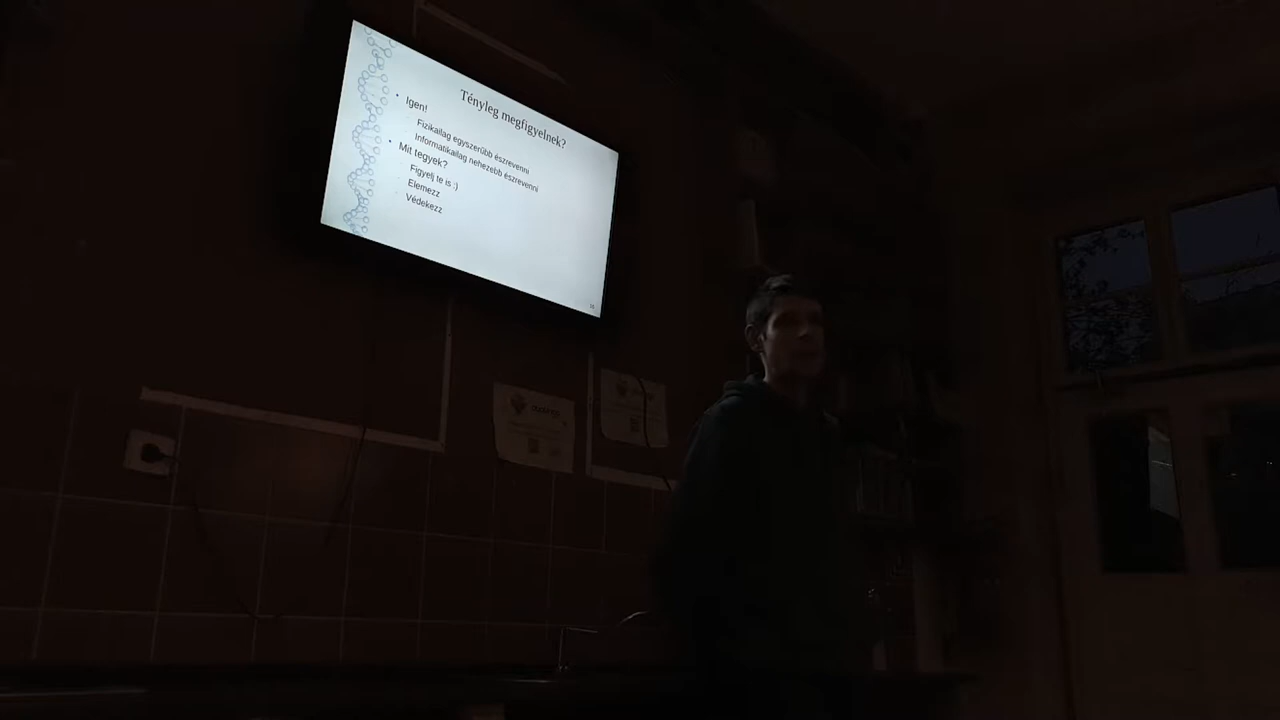 Tényleg megfigyelnek?
• Igen!
Fizikailag egyszerűbb észrevenni
Informatikailag nehezebb észrevenni
• Mit tegyek?
Figyelj te is :)
Elemezz
Védekezz